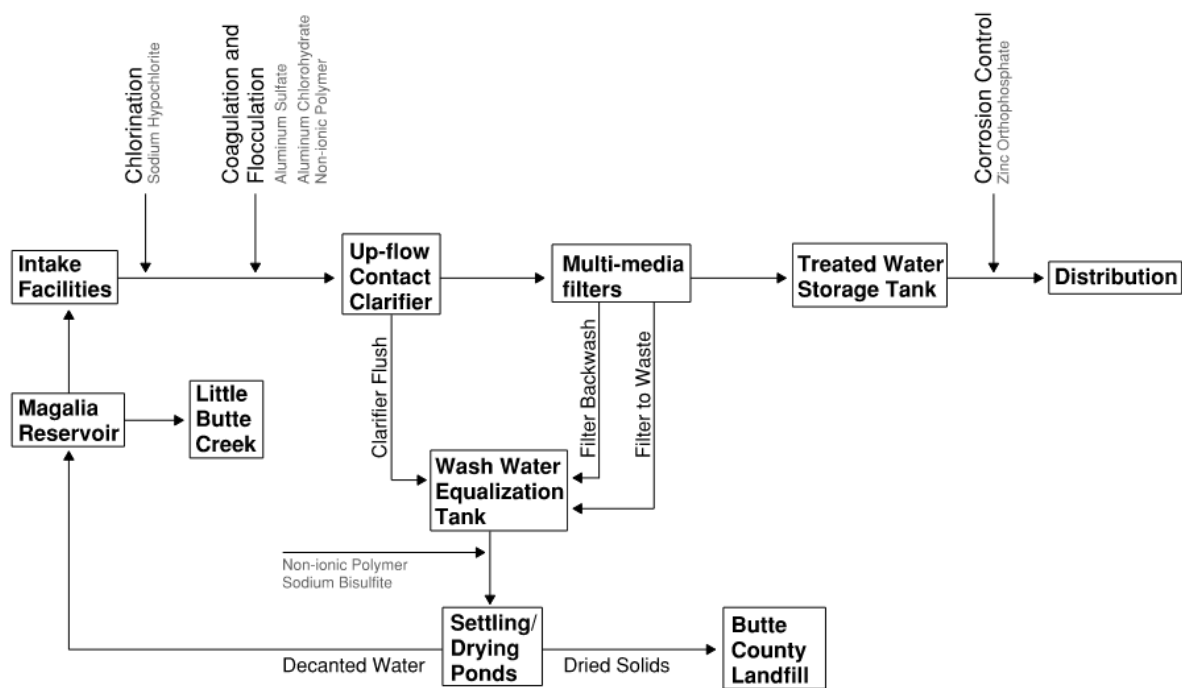 Chlorination
Sodium Hypochlorite
Coagulation and
Flocculation
Aluminum Sulfate
Aluminum Chlorohydrate
Non-ionic Polymer
Corrosion Control
Zinc Orthophosphate
Intake
Facilities
Up-flow
Contact
Clarifier
Multi-media
filters
Treated Water
Storage Tank
Distribution
Magalia
Reservoir
Little
Butte
Creek
Clarifier Flush
Filter Backwash
Filter to Waste
Wash Water
Equalization
Tank
Non-ionic Polymer
Sodium Bisulfite
Settling/
Drying
Ponds
Decanted Water
Dried Solids
Butte
County
Landfill